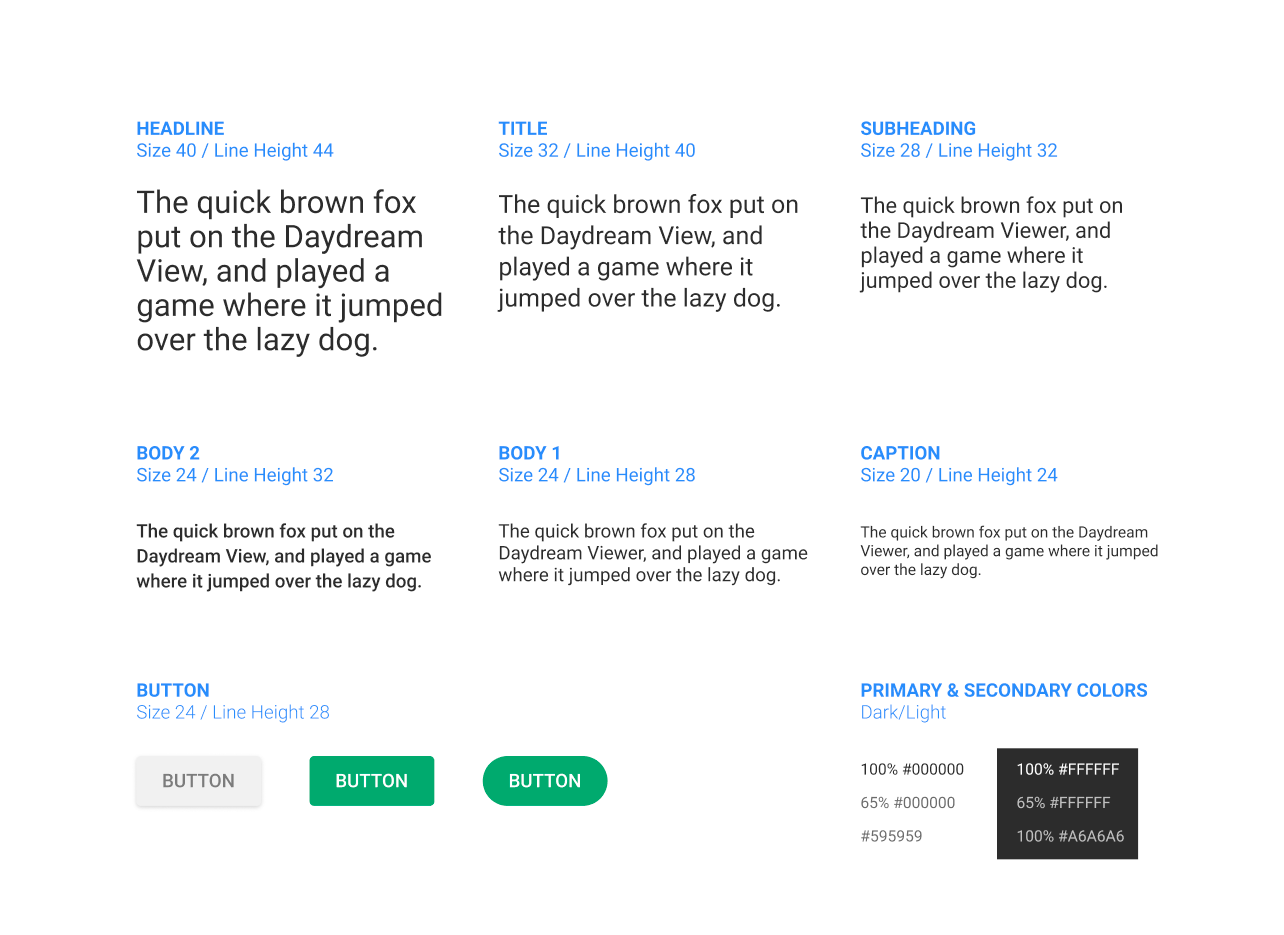 HEADLINE
Size 40 / Line Height 44
The quick brown fox
put on the Daydream
View, and played a
game where it jumped
over the lazy dog.
TITLE
Size 32 / Line Height 40
The quick brown fox put on
the Daydream View, and
played a game where it
jumped over the lazy dog.
SUBHEADING
Size 28 / Line Height 32
The quick brown fox put on
the Daydream Viewer, and
played a game where it
jumped over the lazy dog.
BODY 2
Size 24 / Line Height 32
The quick brown fox put on the
Daydream View, and played a game
where it jumped over the lazy dog.
BODY 1
Size 24 / Line Height 28
The quick brown fox put on the
Daydream Viewer, and played a game
where it jumped over the lazy dog.
CAPTION
Size 20 / Line Height 24
The quick brown fox put on the Daydream
Viewer, and played a game where it jumped
over the lazy dog.
BUTTON
Size 24 / Line Height 28
BUTTON
BUTTON
BUTTON
PRIMARY & SECONDARY COLORS
Dark/Light
100% #000000
65% #000000
#595959
100% #FFFFFF
65% #FFFFFF
100% #A6A6A6